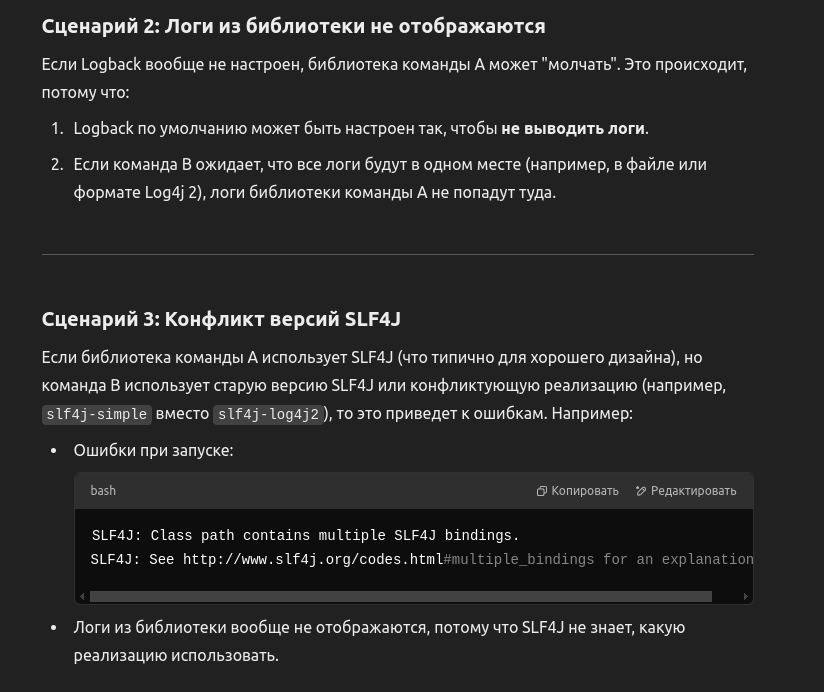 Сценарий 2: Логи из библиотеки не отображаются
Если Logback вообще не настроен, библиотека команды A может "молчать". Это происходит,
потому что:
1. Logback по умолчанию может быть настроен так, чтобы не выводить логи.
2. Если команда B ожидает, что все логи будут в одном месте (например, в файле или
формате Log4j 2), логи библиотеки команды A не попадут туда.
Сценарий 3: Конфликт версий SLF4J
Если библиотека команды A использует SLF4J (что типично для хорошего дизайна), но
команда B использует старую версию SLF4J или конфликтующую реализацию (например,
slf4j-simple вместо slf4j-log4j2), то это приведет к ошибкам. Например:
• Ошибки при запуске:
bash Копировать Редактировать
SLF4J: Class path contains multiple SLF4J bindings.
SLF4J: See http://www.slf4j.org/codes.html#multiple_bindings for an explanation
• Логи из библиотеки вообще не отображаются, потому что SLF4J не знает, какую
реализацию использовать.